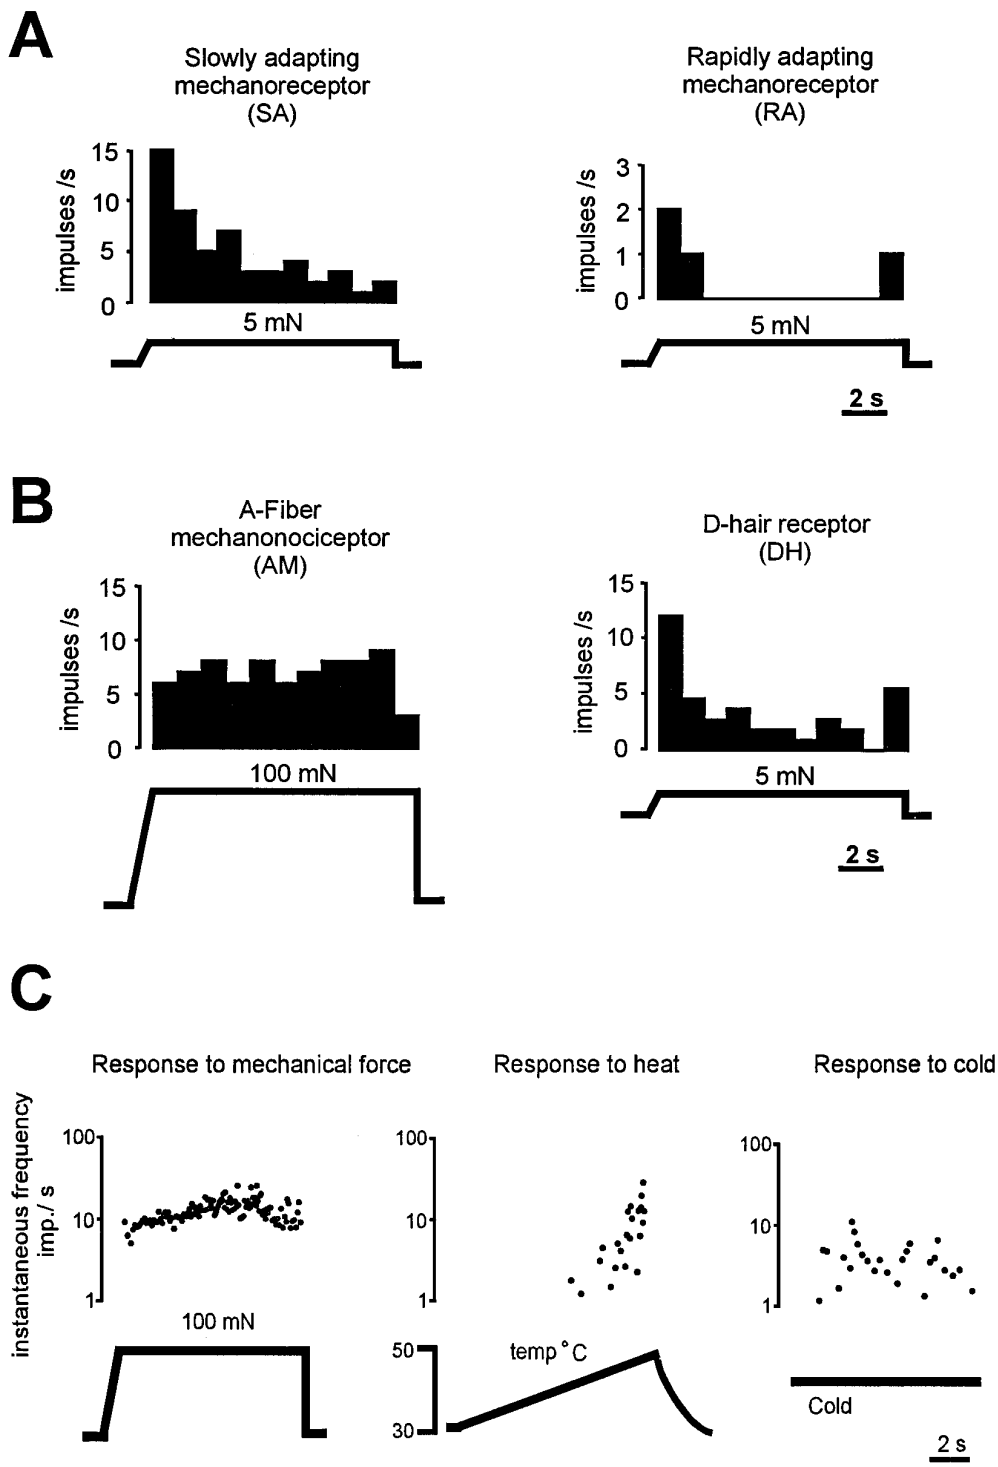 A
Slowly adapting
mechanoreceptor
(SA)
15
10
5
0
impulses /s
5 mN
Rapidly adapting
mechanoreceptor
(RA)
3
2
1
0
impulses /s
5 mN
2 s
B
A-Fiber
mechanonociceptor
(AM)
15
10
5
0
impulses /s
100 mN
D-hair receptor
(DH)
15
10
5
0
impulses /s
5 mN
2 s
C
Response to mechanical force
instantaneous frequency
imp./ s
100
10
1
100 mN
Response to heat
100
10
1
50
30
temp°C
Response to cold
100
10
1
Cold
2 s